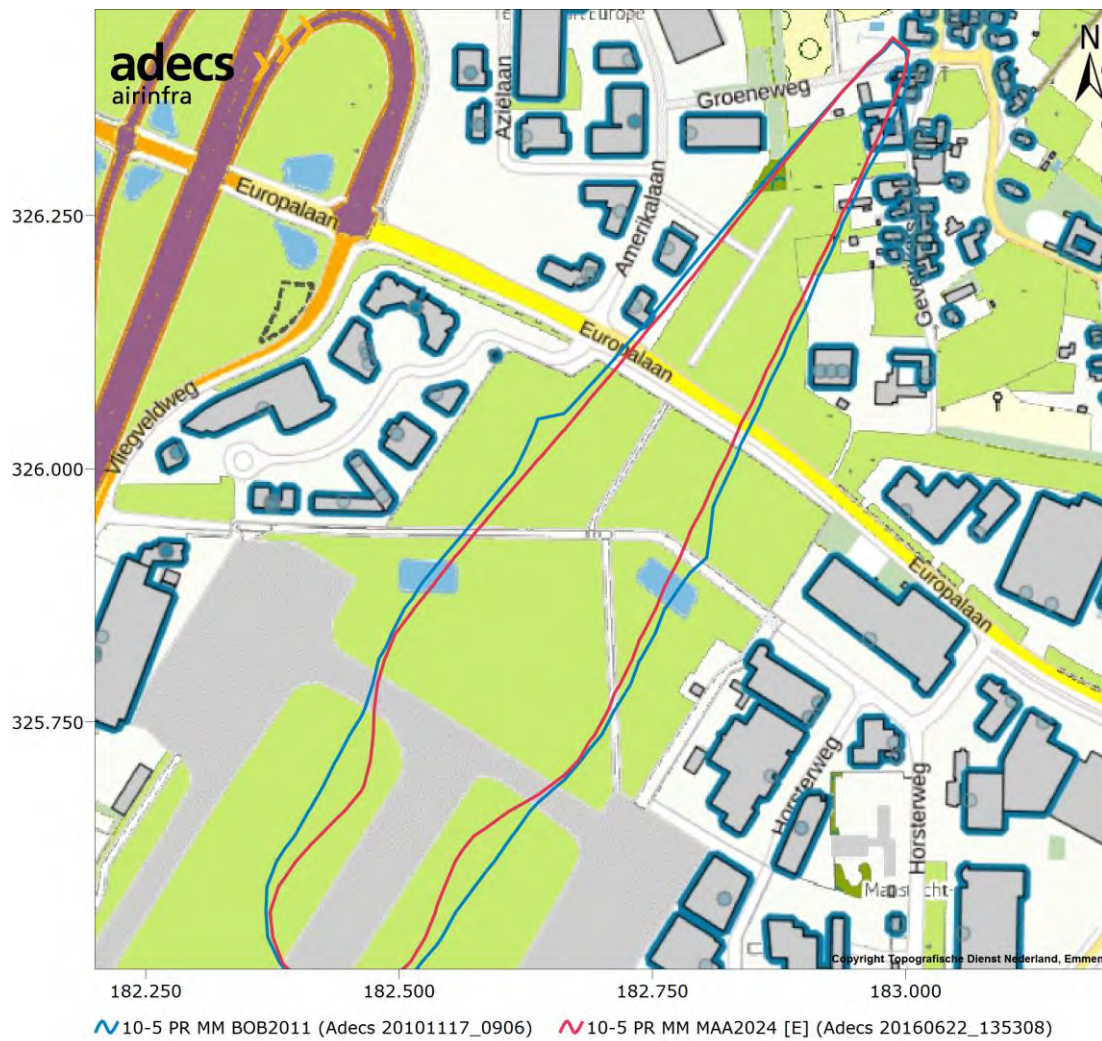 adecs
airinfra
N
Groeneweg
Aziëlaan
Amerikalaan
Europalaan
326.250
Europalaan
Vliegveldweg
326.000
Europalaan
325.750
Horsterweg
Horsterweg
Copyright Topografische Dienst Nederland, Emmen
182.250 182.500 182.750 183.000
10-5 PR MM BOB2011 (Adecs 20101117_0906) 10-5 PR MM MAA2024 [E] (Adecs 20160622_135308)